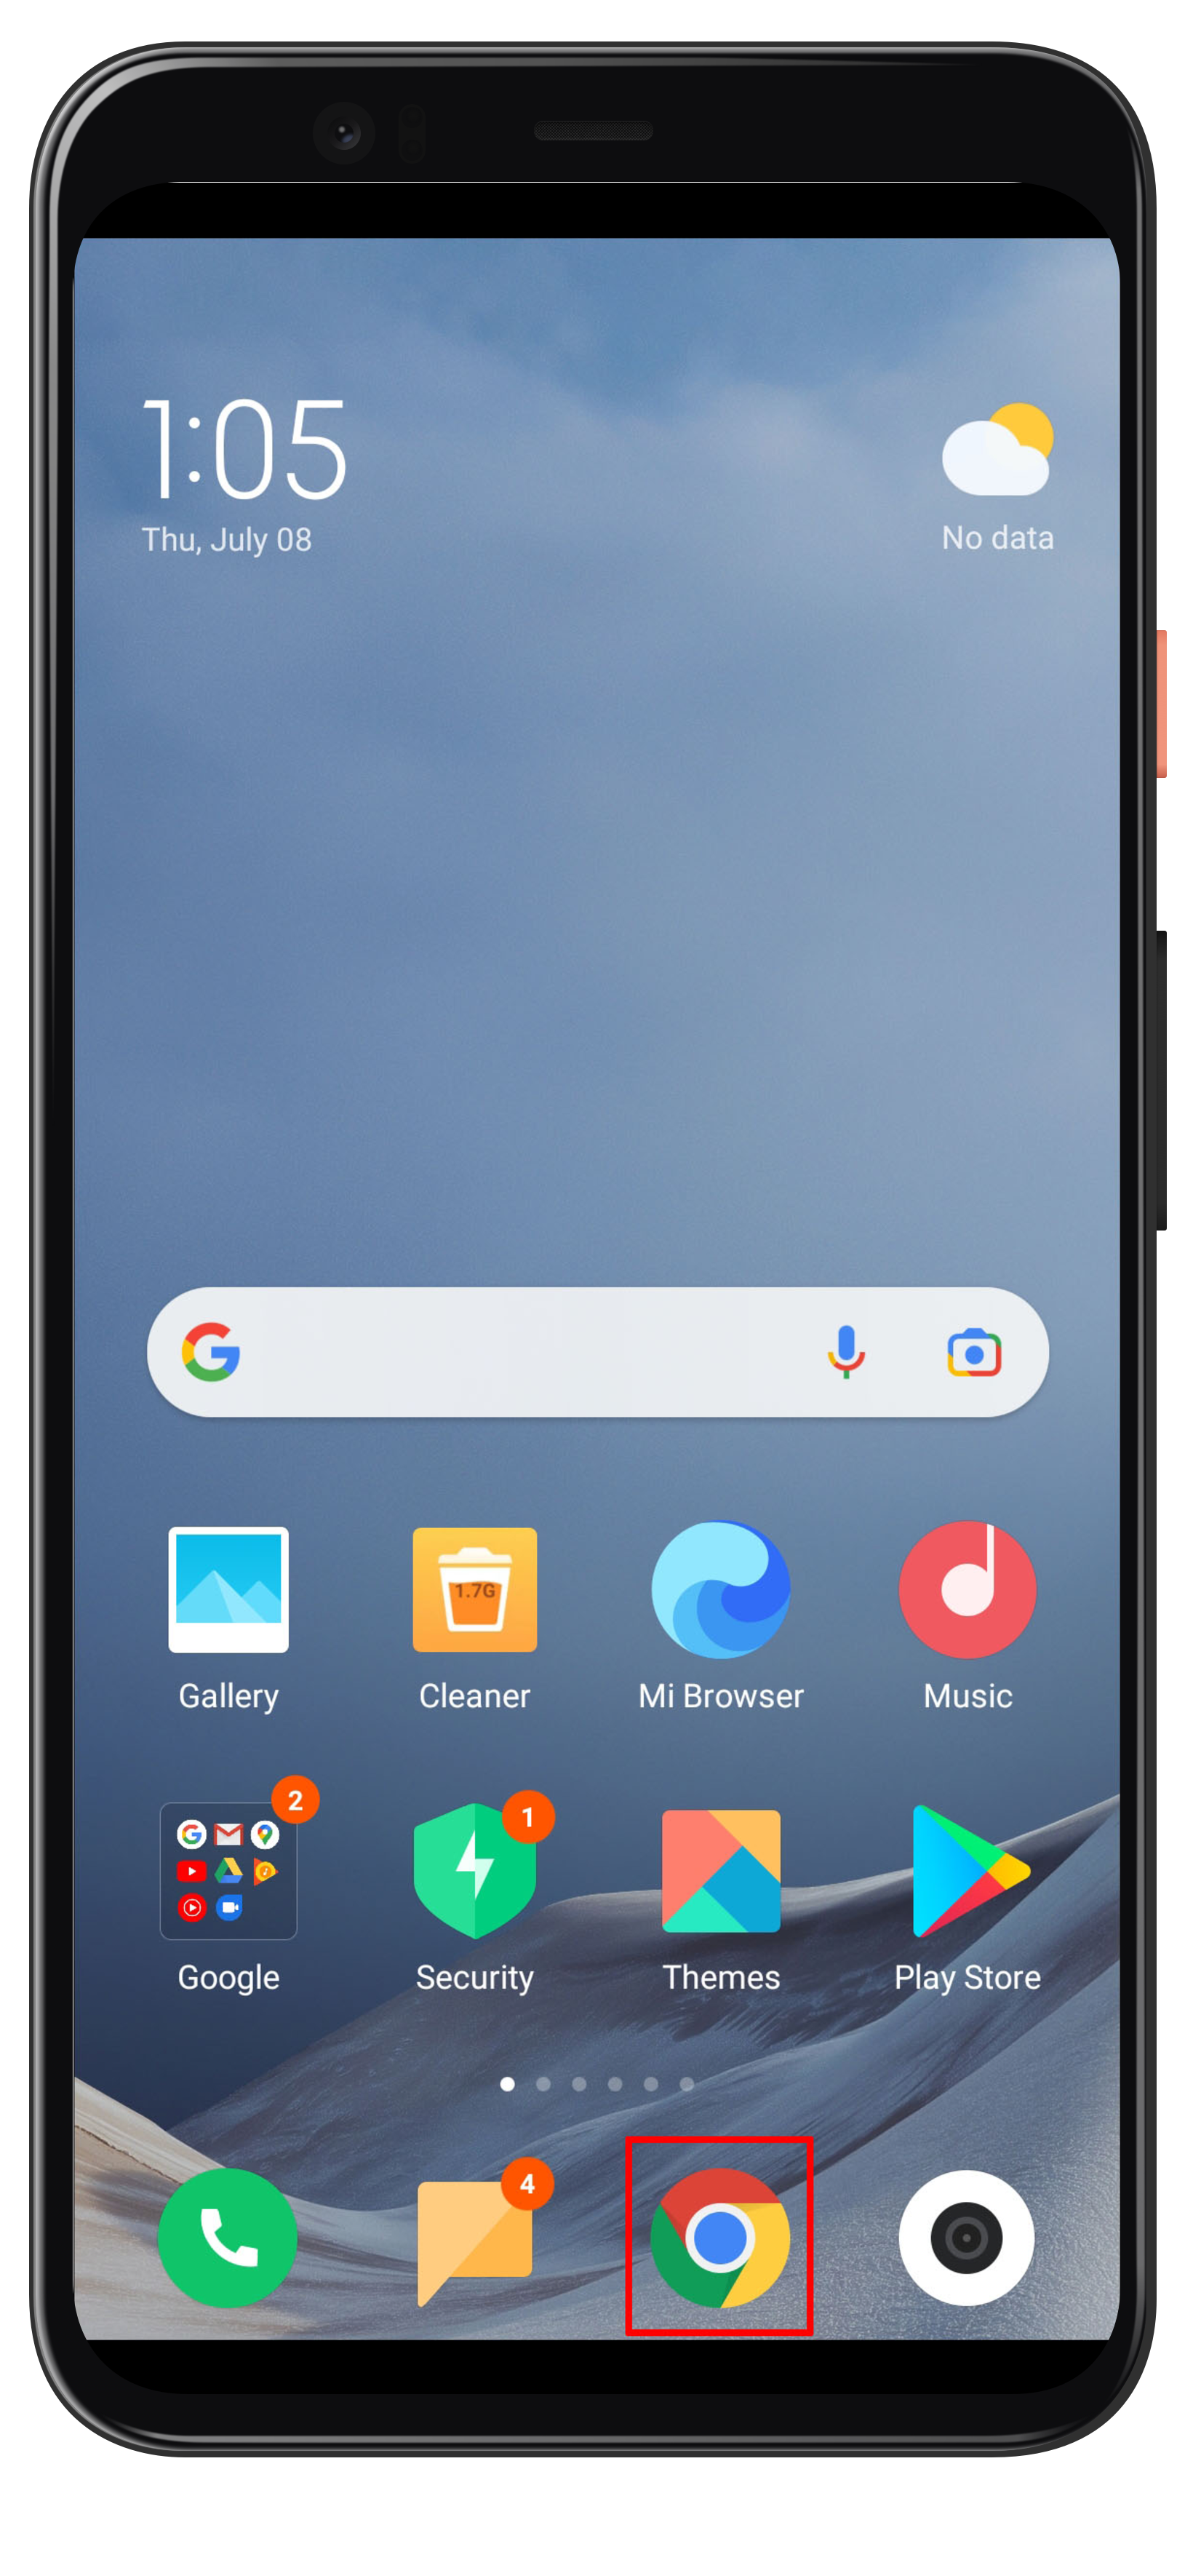 1:05
Thu, July 08
No data
1.7G
Gallery
Cleaner
Mi Browser
Music
2
1
Google
Security
Themes
Play Store
4